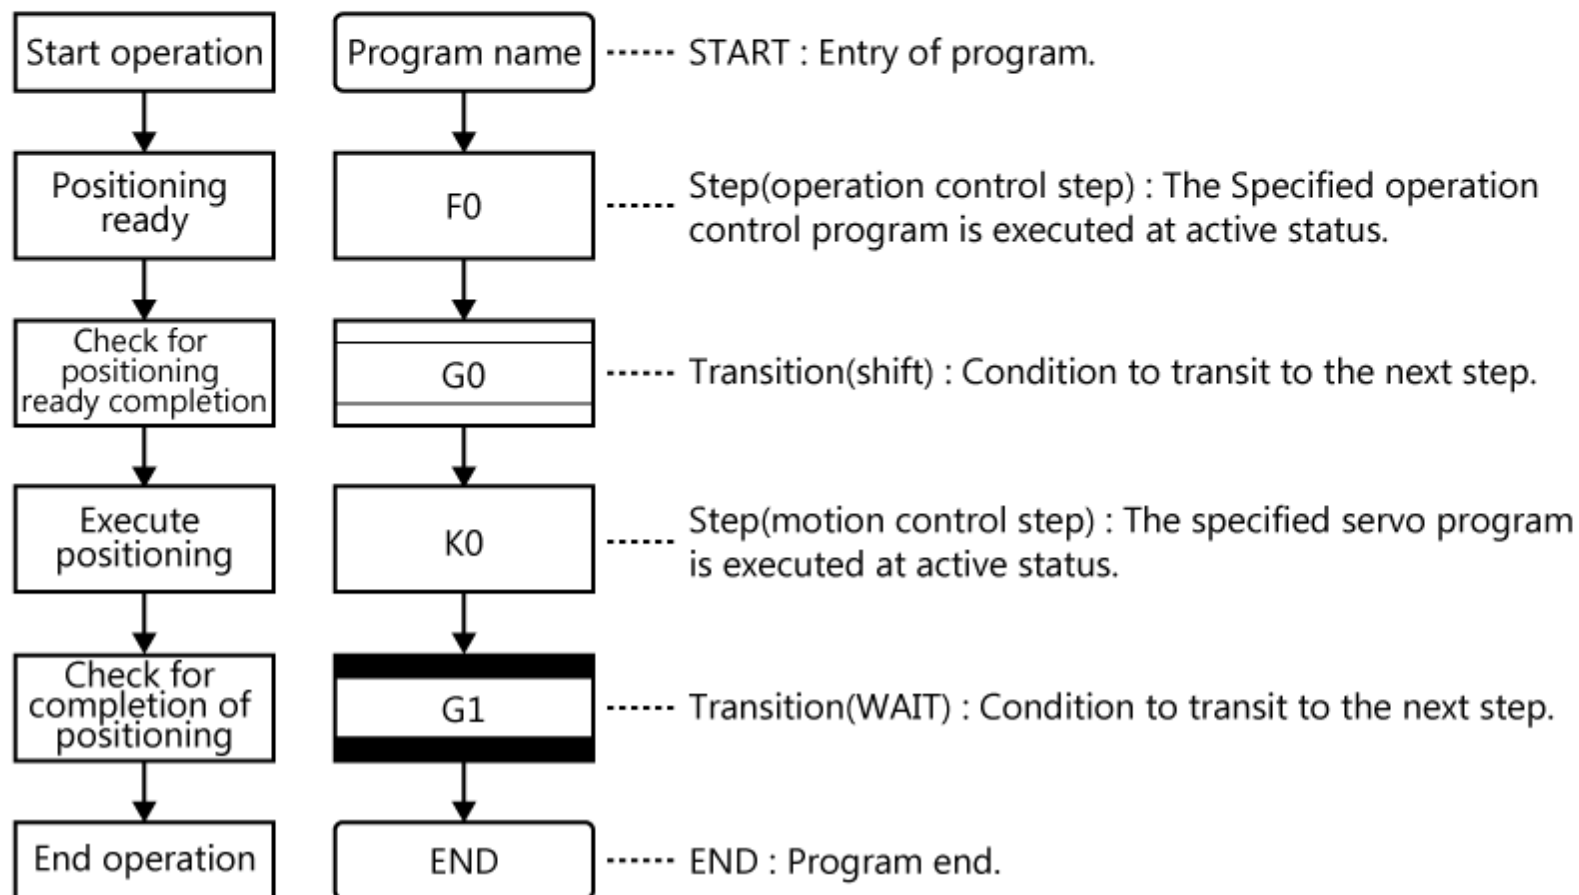 Start operation
Program name
START : Entry of program.
Positioning
ready
F0
Step(operation control step) : The Specified operation
control program is executed at active status.
Check for
positioning
ready completion
G0
Transition(shift) : Condition to transit to the next step.
Execute
positioning
K0
Step(motion control step) : The specified servo program
is executed at active status.
Check for
completion of
positioning
G1
Transition(WAIT) : Condition to transit to the next step.
End operation
END
END : Program end.